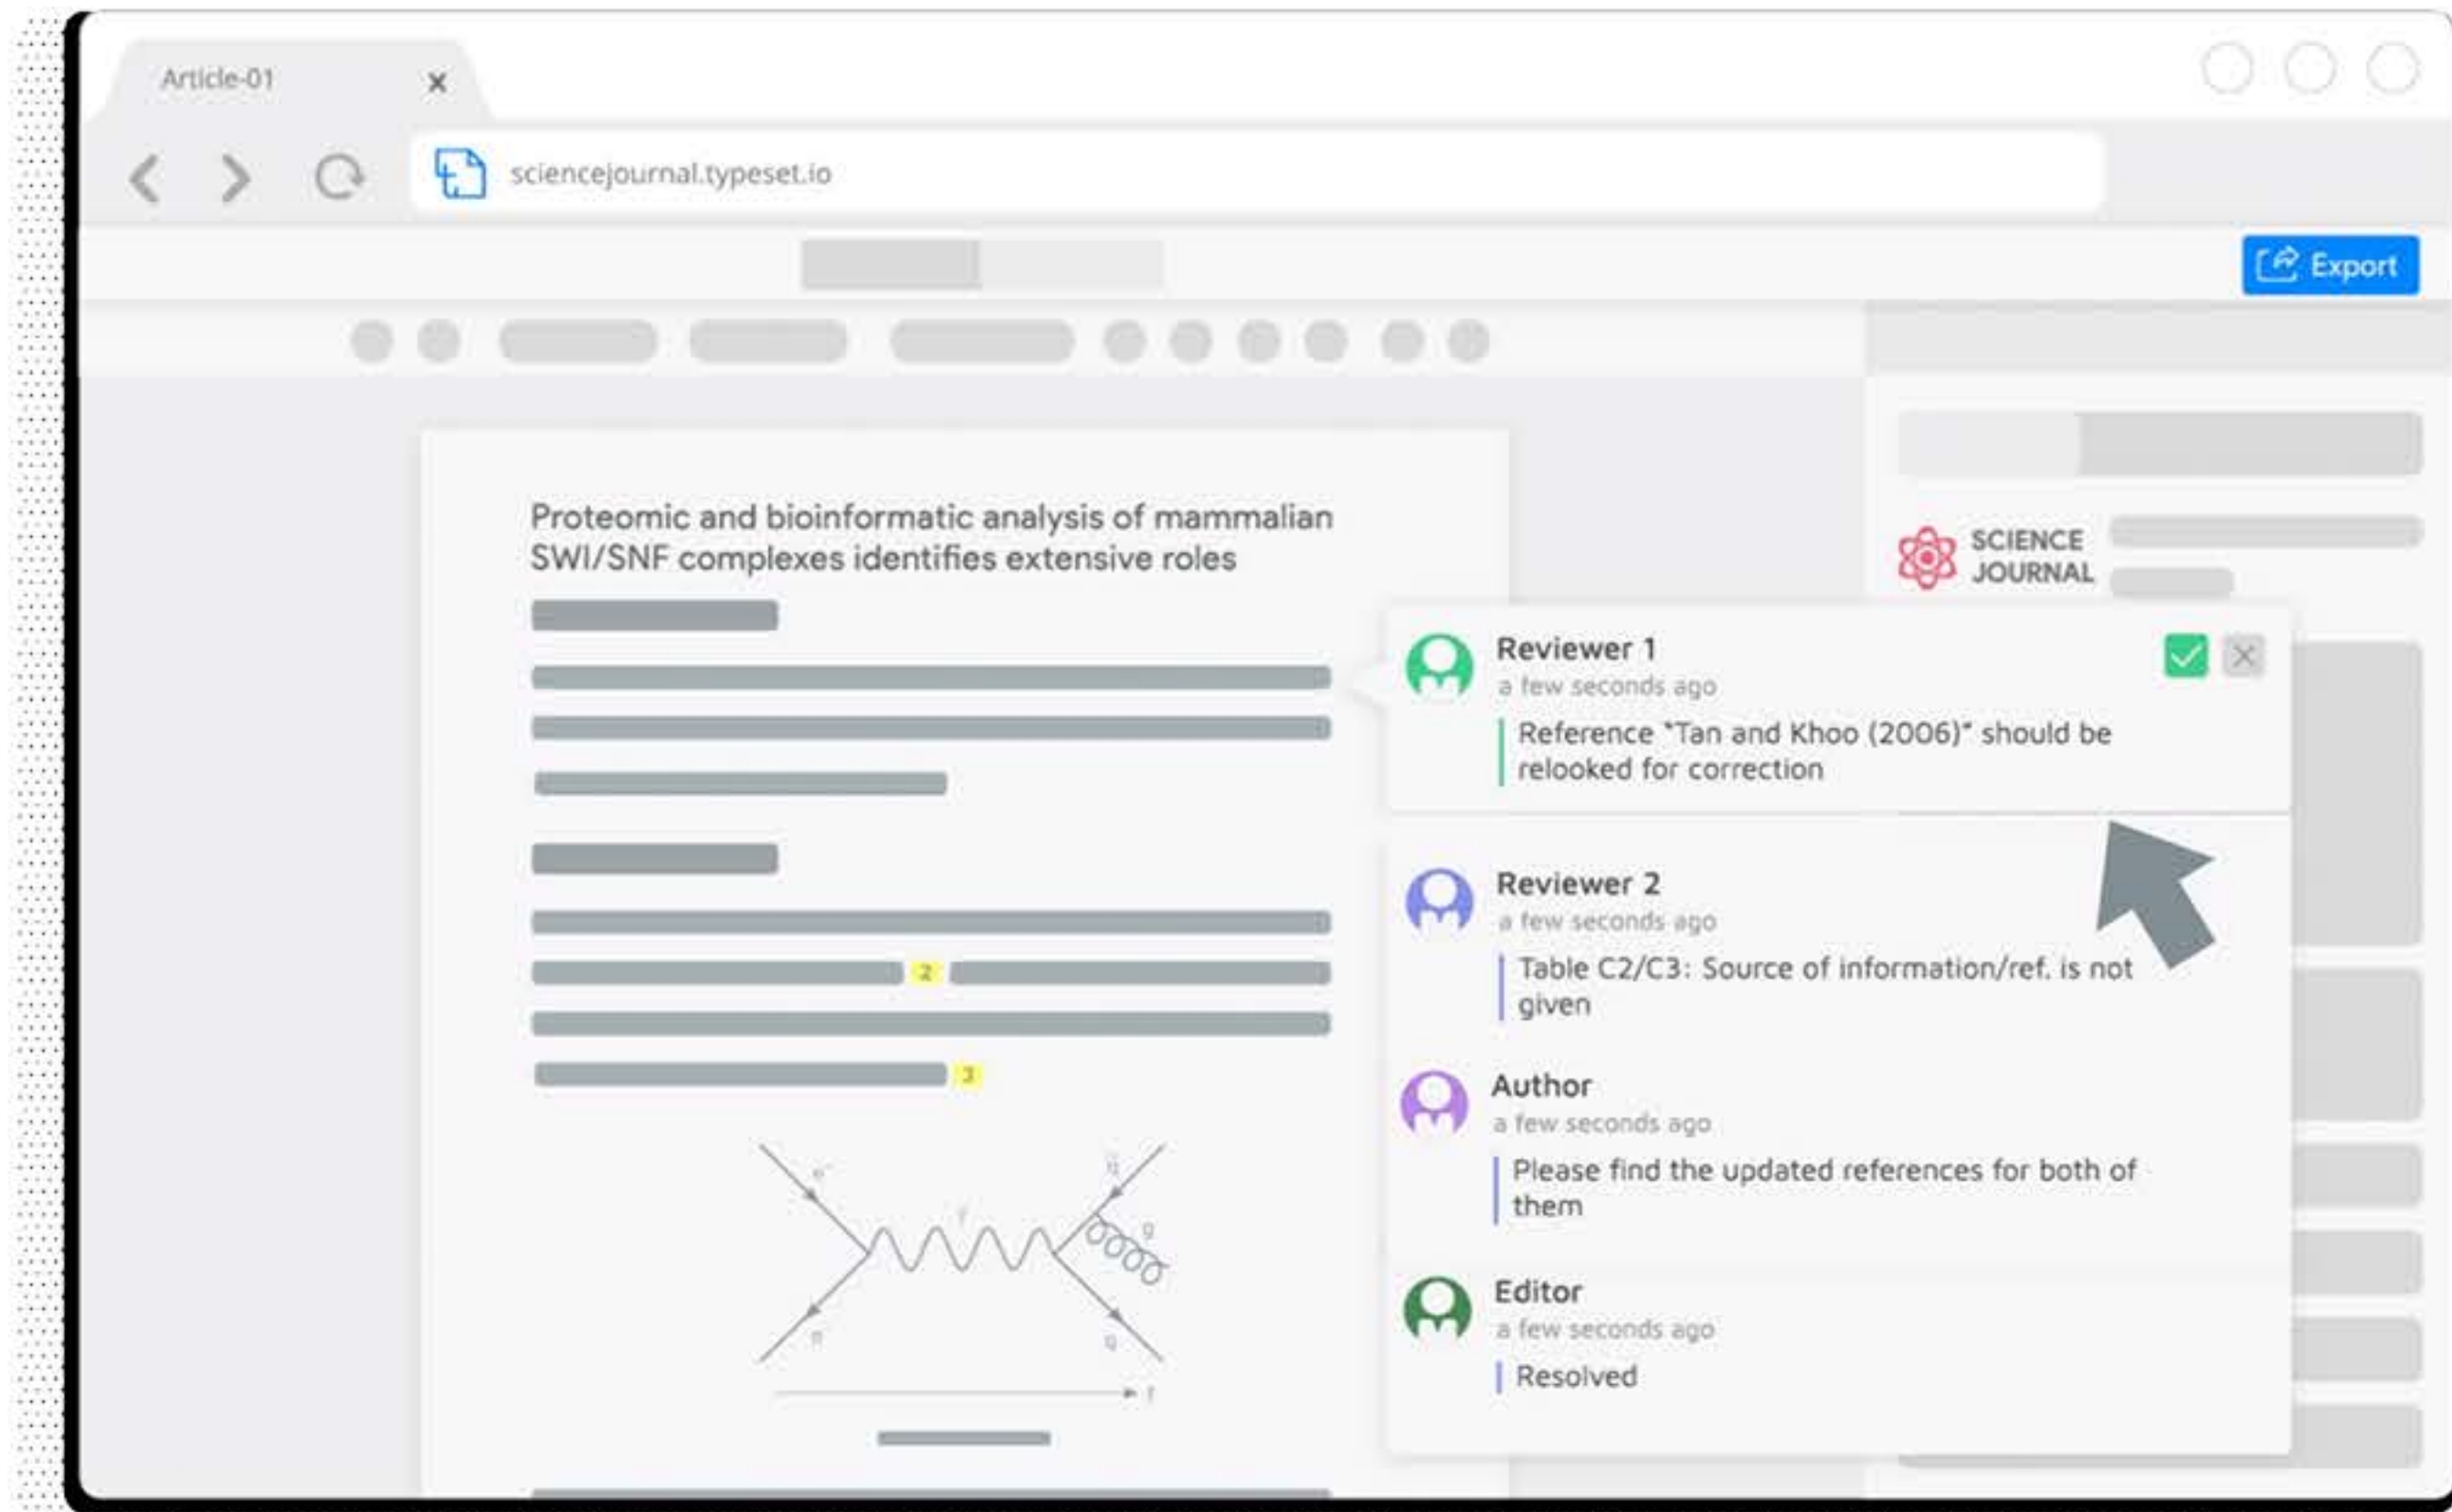 Article-01
sciencejournal.typeset.io
Export
Proteomic and bioinformatic analysis of mammalian
SWI/SNF complexes identifies extensive roles
2
3
g
q
SCIENCE
JOURNAL
Reviewer 1
a few seconds ago
Reference "Tan and Khoo (2006)" should be
relooked for correction
Reviewer 2
a few seconds ago
Table C2/C3: Source of information/ref. is not
given
Author
a few seconds ago
Please find the updated references for both of
them
Editor
a few seconds ago
Resolved